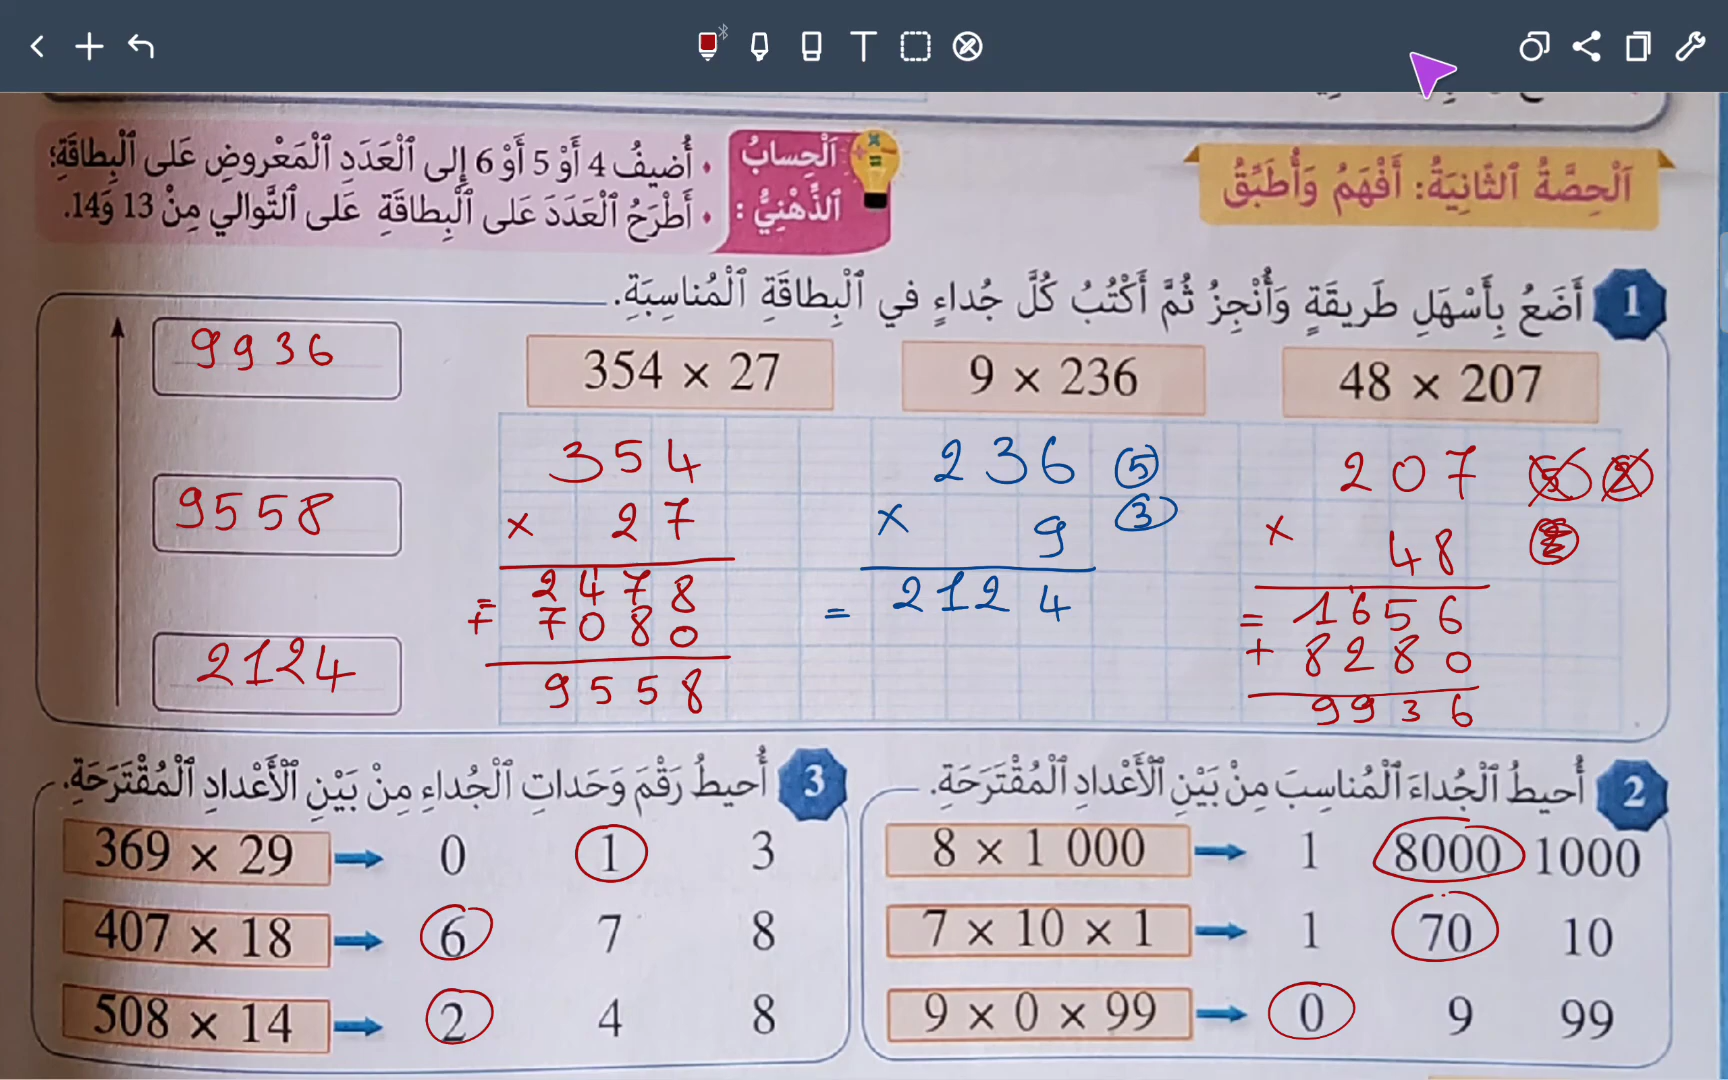 اَلْحِصَّةُ ٱلثَّانِيَةُ: أَفْهَمُ وَأُطَبِّقُ
اَلْحِسابُ ٱلذِّهْنِيُّ :
• أُضيفُ 4 أَوْ 5 أَوْ 6 إِلى ٱلْعَدَدِ ٱلْمَعْروضِ عَلى ٱلْبِطاقَةِ؛
• أَطْرَحُ ٱلْعَدَدَ عَلى ٱلْبِطاقَةِ عَلى ٱلتَّوالي مِنْ 13 وَ14.
1 أَضَعُ بِأَسْهَلِ طَريقَةٍ وَأُنْجِزُ ثُمَّ أَكْتُبُ كُلَّ جُداءٍ في ٱلْبِطاقَةِ ٱلْمُناسِبَةِ.
48 × 207
9 × 236
354 × 27
207
× 48
= 1656
+ 8280
9936
236 5
× 9 3
= 2124
354
× 27
= 2478
+ 7080
9558
9936
9558
2124
2 أُحيطُ ٱلْجُداءَ ٱلْمُناسِبَ مِنْ بَيْنِ ٱلْأَعْدادِ ٱلْمُقْتَرَحَةِ.
8 × 1 000 1 8000 1000
7 × 10 × 1 1 70 10
9 × 0 × 99 0 9 99
3 أُحيطُ رَقْمَ وَحَداتِ ٱلْجُداءِ مِنْ بَيْنِ ٱلْأَعْدادِ ٱلْمُقْتَرَحَةِ.
369 × 29 0 1 3
407 × 18 6 7 8
508 × 14 2 4 8